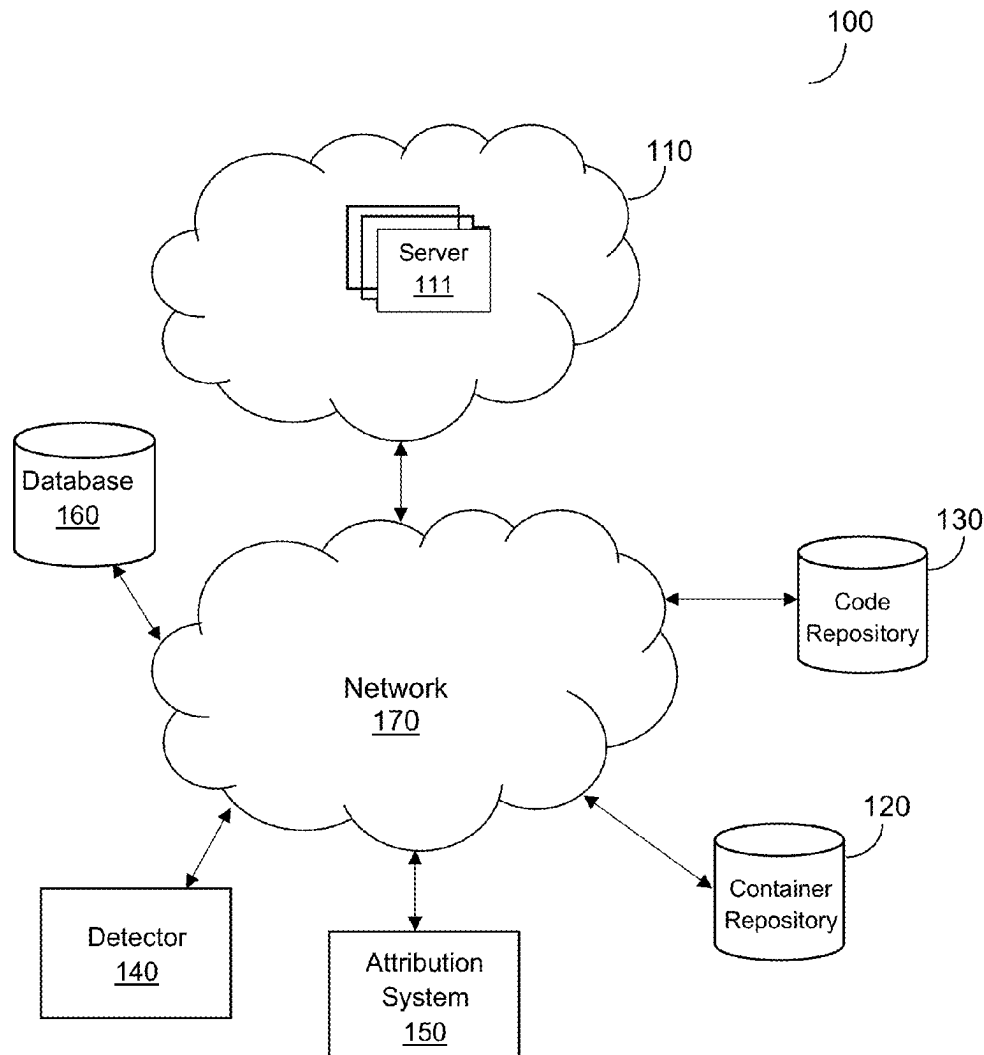 100
110
Server
111
Database
160
130
Code
Repository
Network
170
120
Container
Repository
Detector
140
Attribution
System
150